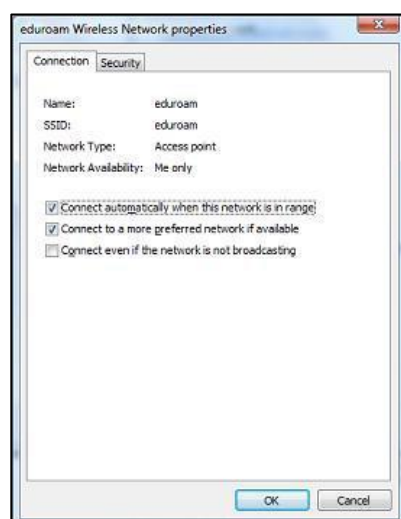 eduroam Wireless Network properties
Connection Security
Name: eduroam
SSID: eduroam
Network Type: Access point
Network Availability: Me only
Connect automatically when this network is in range
Connect to a more preferred network if available
Connect even if the network is not broadcasting
OK Cancel